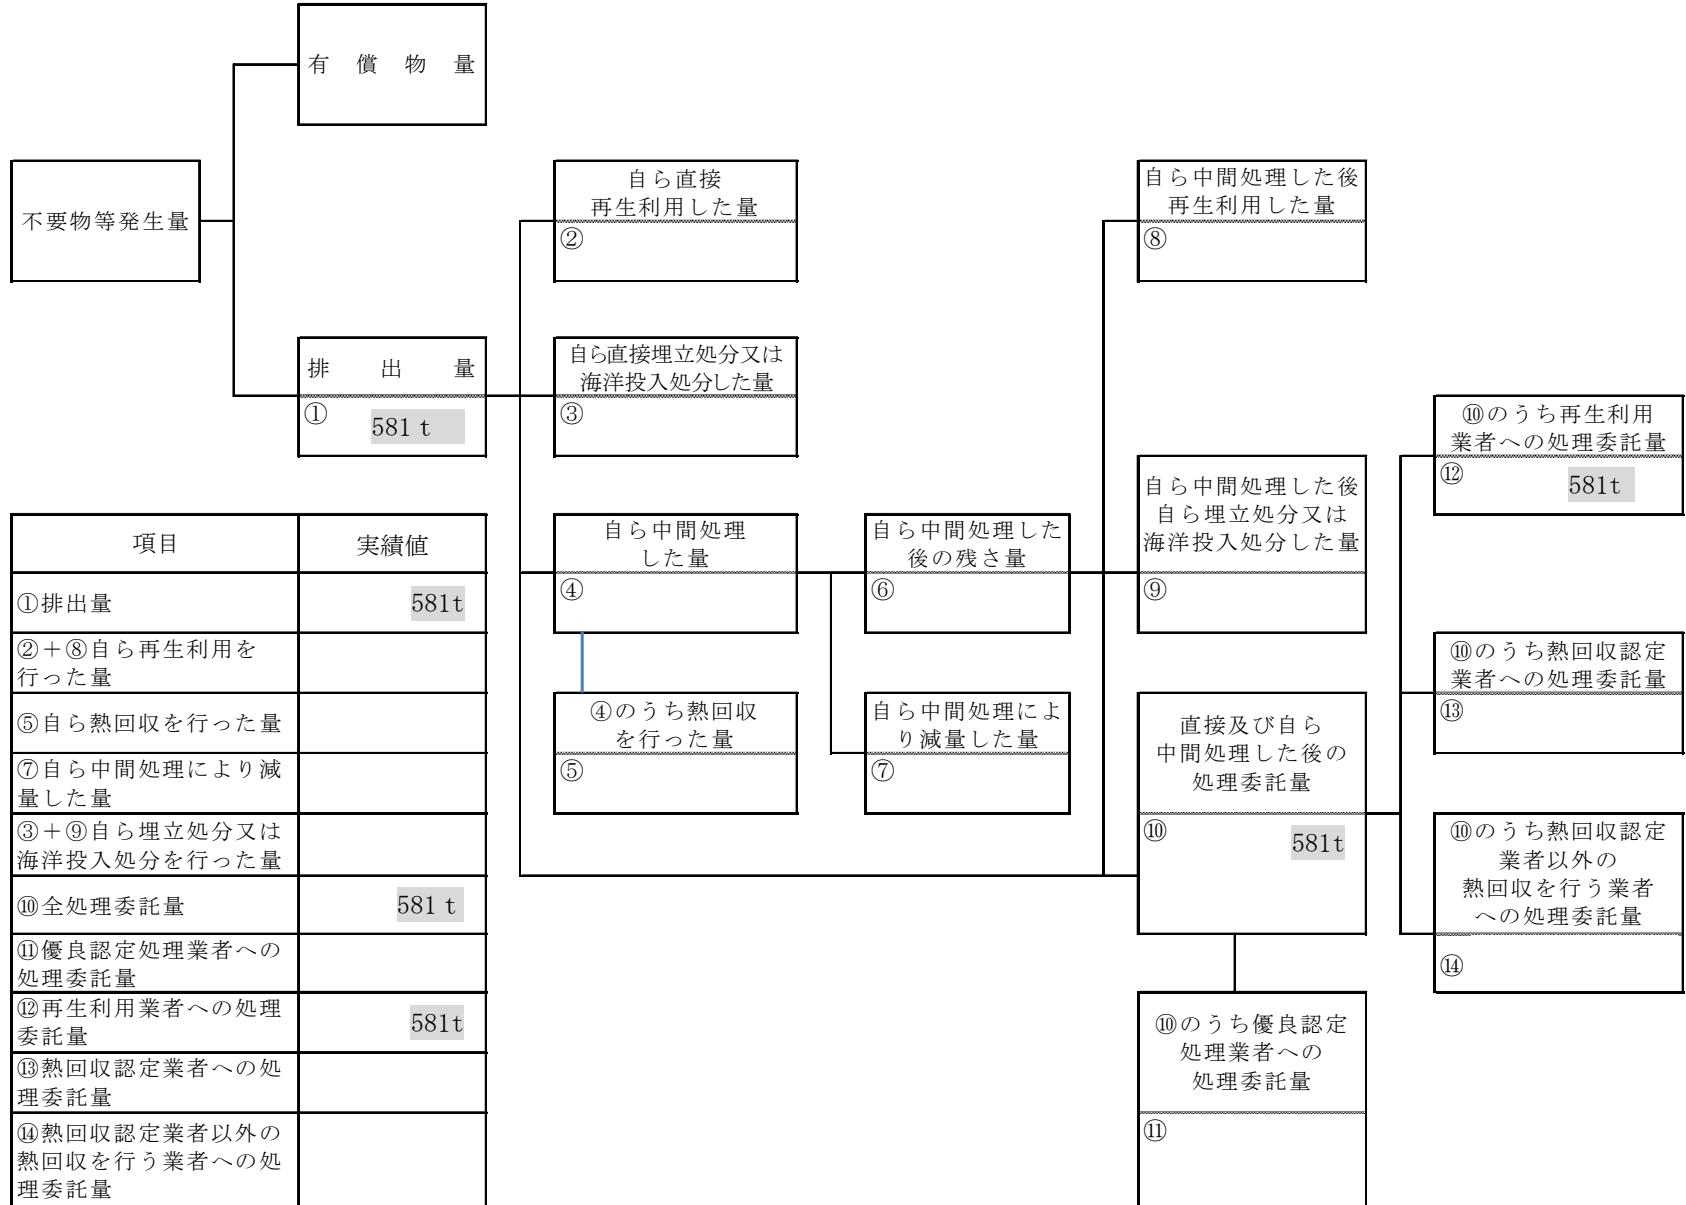 有償物量
不要物等発生量
排出量
①
581 t
自ら直接
再生利用した量
②
自ら直接埋立処分又は
海洋投入処分した量
③
自ら中間処理
した量
④
④のうち熱回収
を行った量
⑤
自ら中間処理した
後の残さ量
⑥
自ら中間処理によ
り減量した量
⑦
自ら中間処理した後
再生利用した量
⑧
自ら中間処理した後
自ら埋立処分又は
海洋投入処分した量
⑨
直接及び自ら
中間処理した後の
処理委託量
⑩
581t
⑩のうち優良認定
処理業者への
処理委託量
⑪
⑩のうち再生利用
業者への処理委託量
⑫
581t
⑩のうち熱回収認定
業者への処理委託量
⑬
⑩のうち熱回収認定
業者以外の
熱回収を行う業者
への処理委託量
⑭
項目 実績値
①排出量 581t
②＋⑧自ら再生利用を
行った量
⑤自ら熱回収を行った量
⑦自ら中間処理により減
量した量
③＋⑨自ら埋立処分又は
海洋投入処分を行った量
⑩全処理委託量 581 t
⑪優良認定処理業者への
処理委託量
⑫再生利用業者への処理
委託量 581t
⑬熱回収認定業者への処
理委託量
⑭熱回収認定業者以外の
熱回収を行う業者への処
理委託量